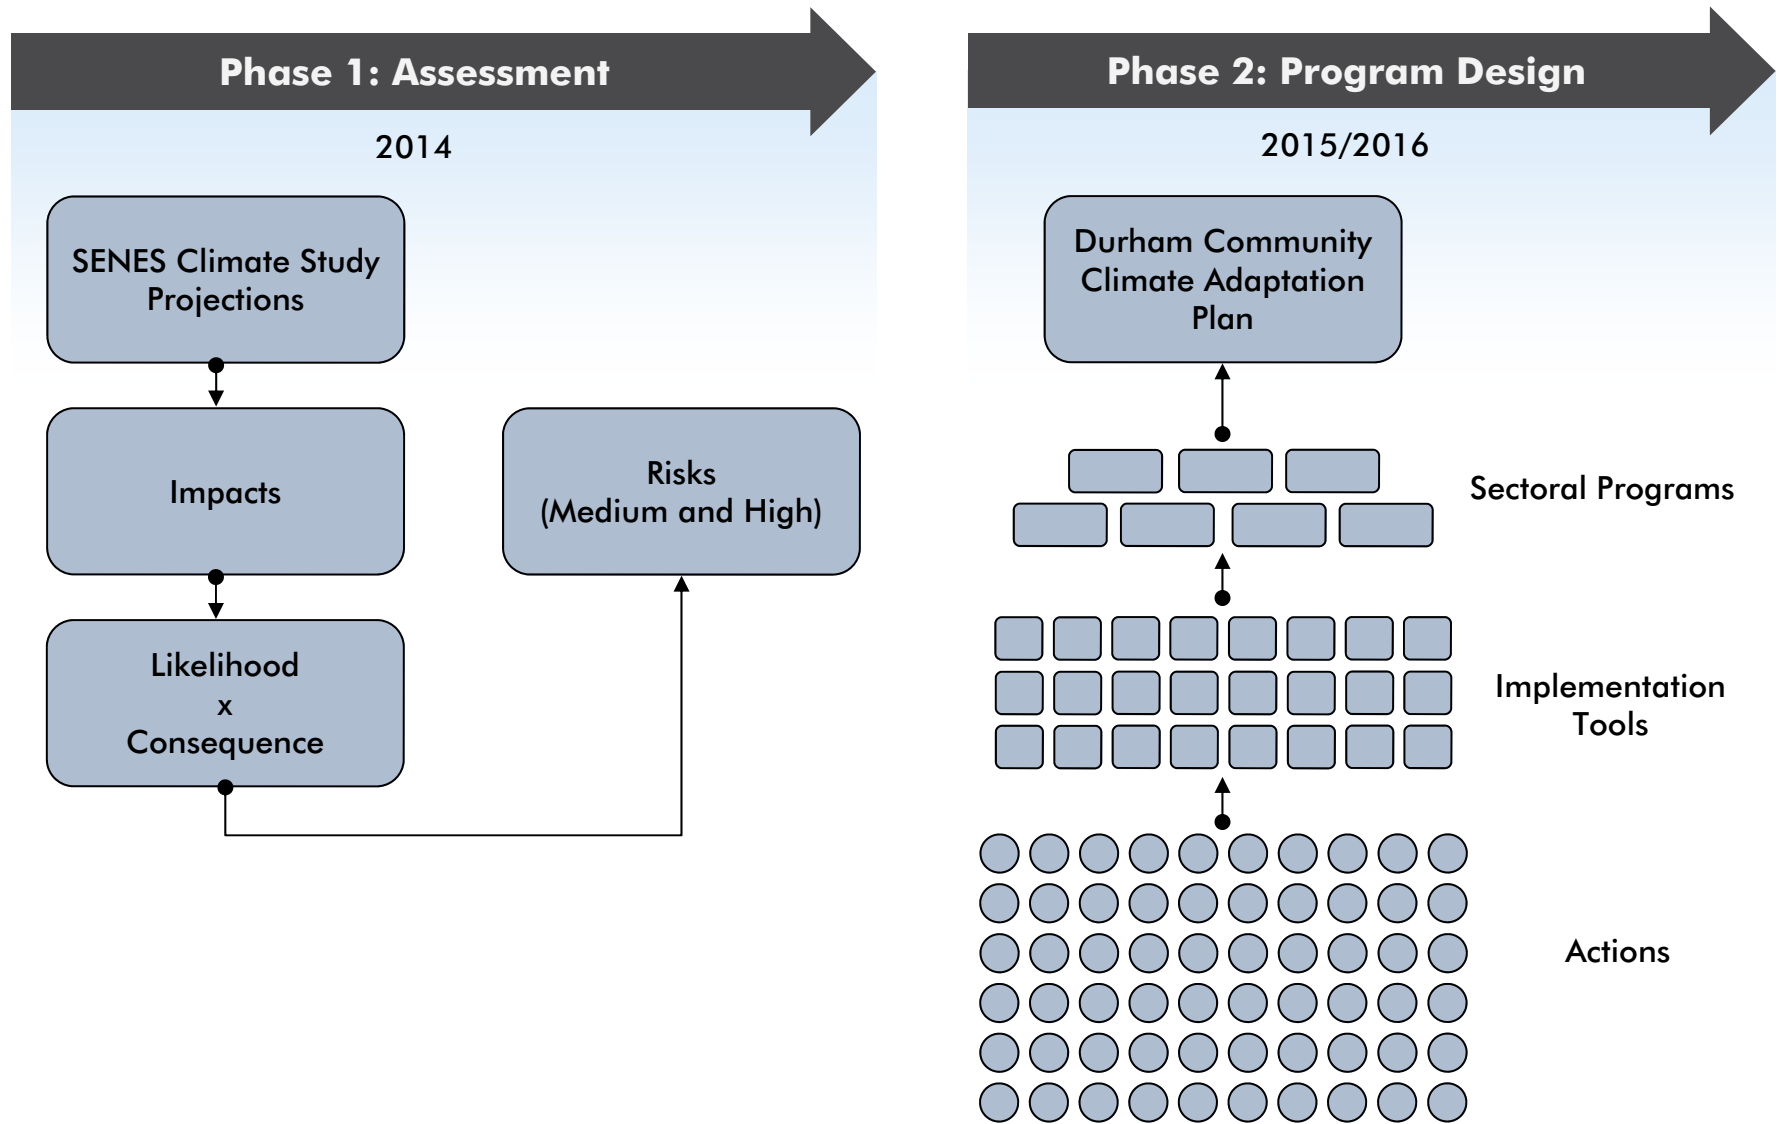 Phase 1: Assessment
2014
SENES Climate Study
Projections
Impacts
Likelihood
x
Consequence
Risks
(Medium and High)
Phase 2: Program Design
2015/2016
Durham Community
Climate Adaptation
Plan
Sectoral Programs
Implementation
Tools
Actions